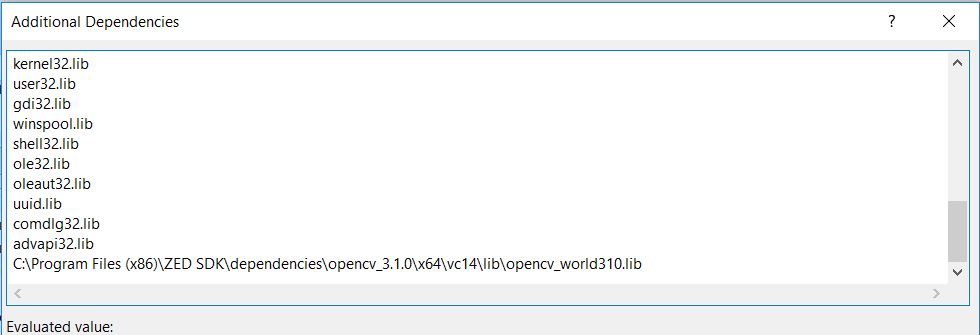 Additional Dependencies
?
kernel32.lib
user32.lib
gdi32.lib
winspool.lib
shell32.lib
ole32.lib
oleaut32.lib
uuid.lib
comdlg32.lib
advapi32.lib
C:\Program Files (x86)\ZED SDK\dependencies\opencv_3.1.0\x64\vc14\lib\opencv_world310.lib
Evaluated value: